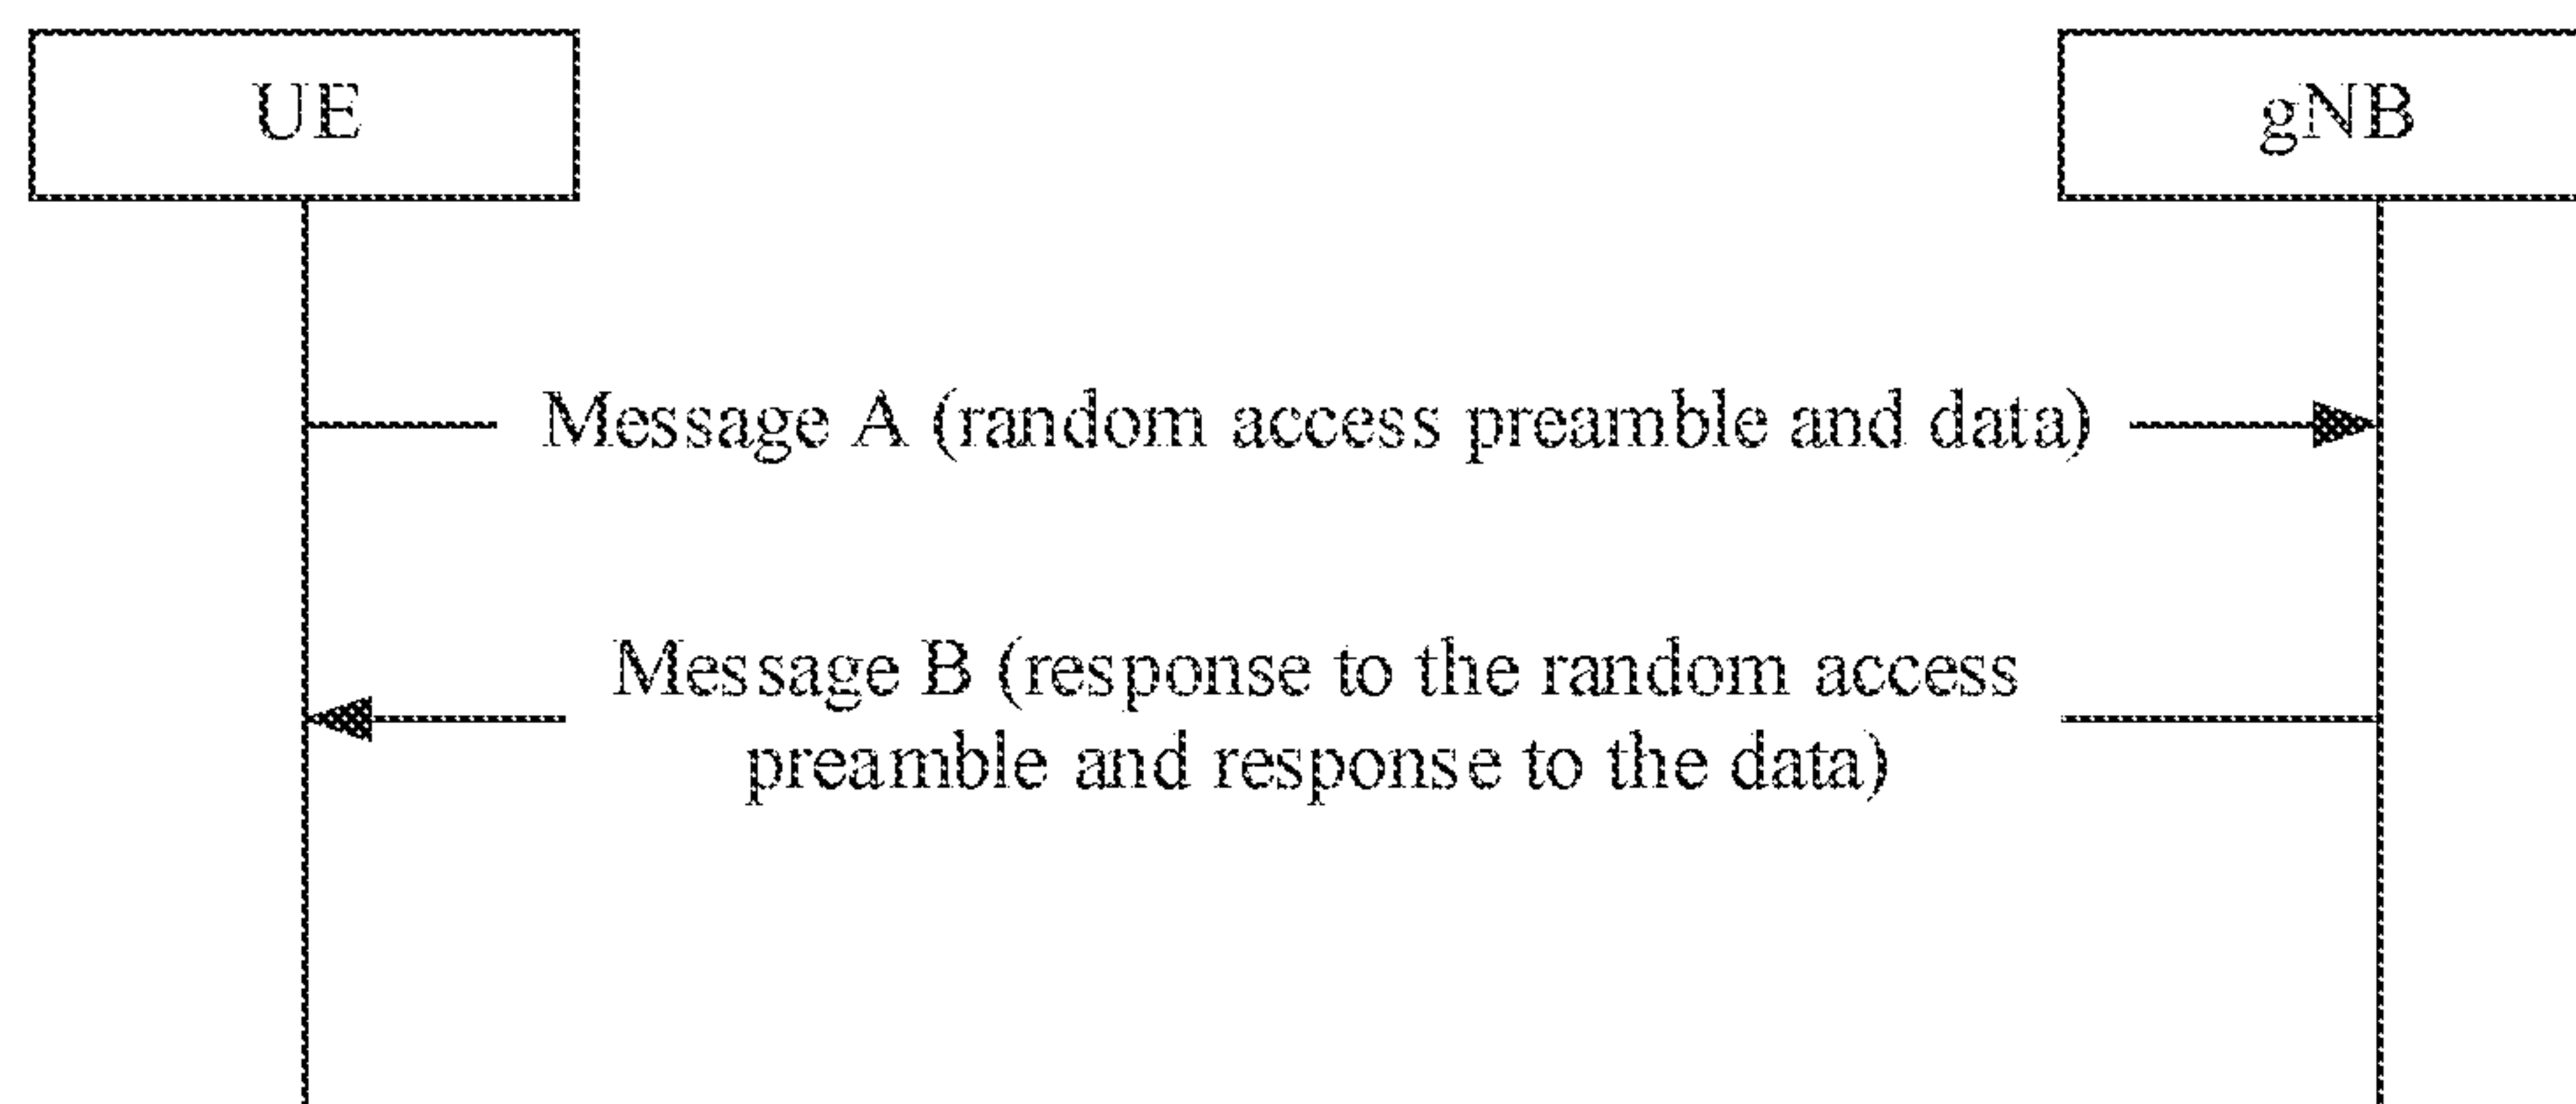 UE
gNB
Message A (random access preamble and data)
Message B (response to the random access
preamble and response to the data)